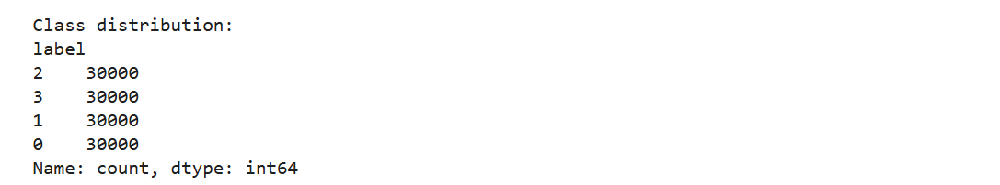 Class distribution:
label
2    30000
3    30000
1    30000
0    30000
Name: count, dtype: int64